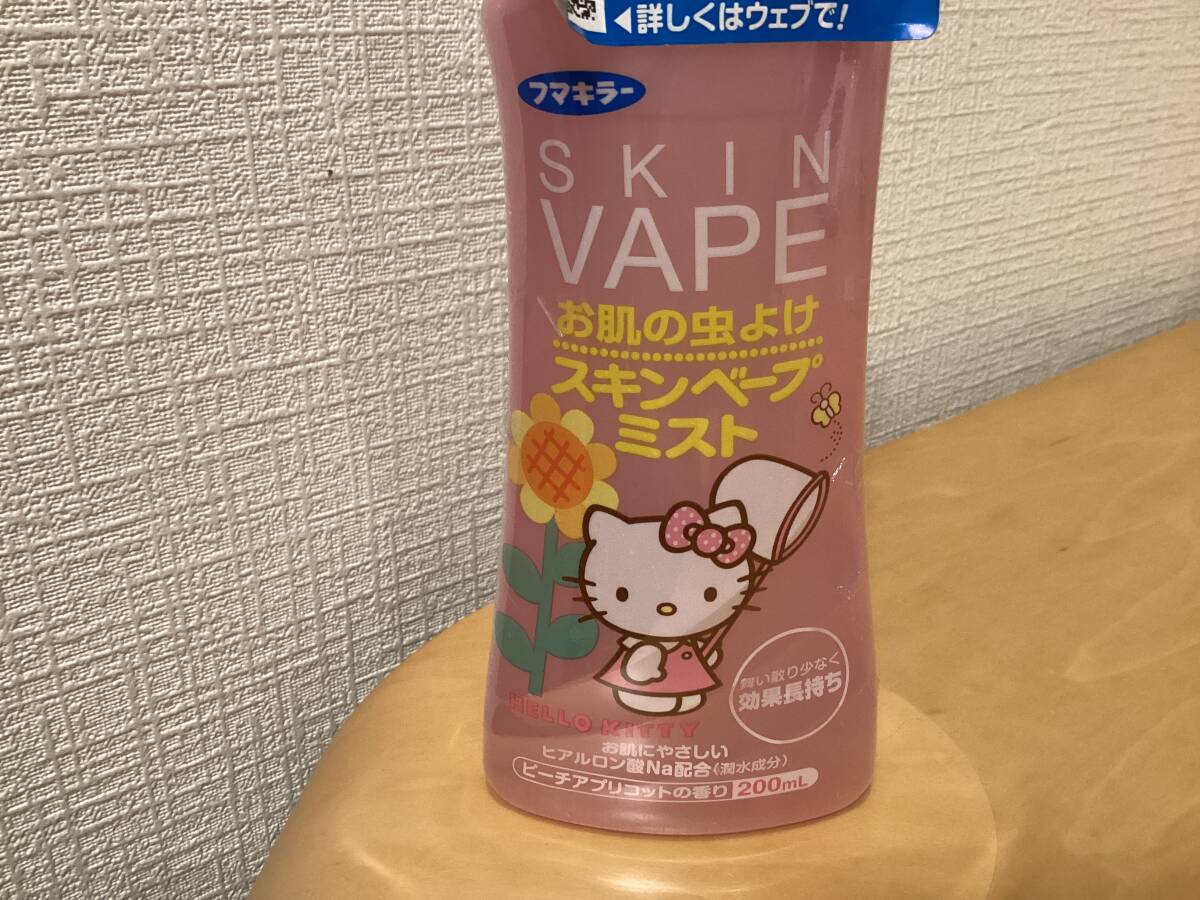 ◀詳しくはウェブで!
フマキラー
SKIN
VAPE
お肌の虫よけ
スキンベープ
ミスト
舞い散り少なく
効果長持ち
HELLO KITTY
お肌にやさしい
ヒアルロン酸Na配合(潤水成分)
ピーチアプリコットの香り 200mL